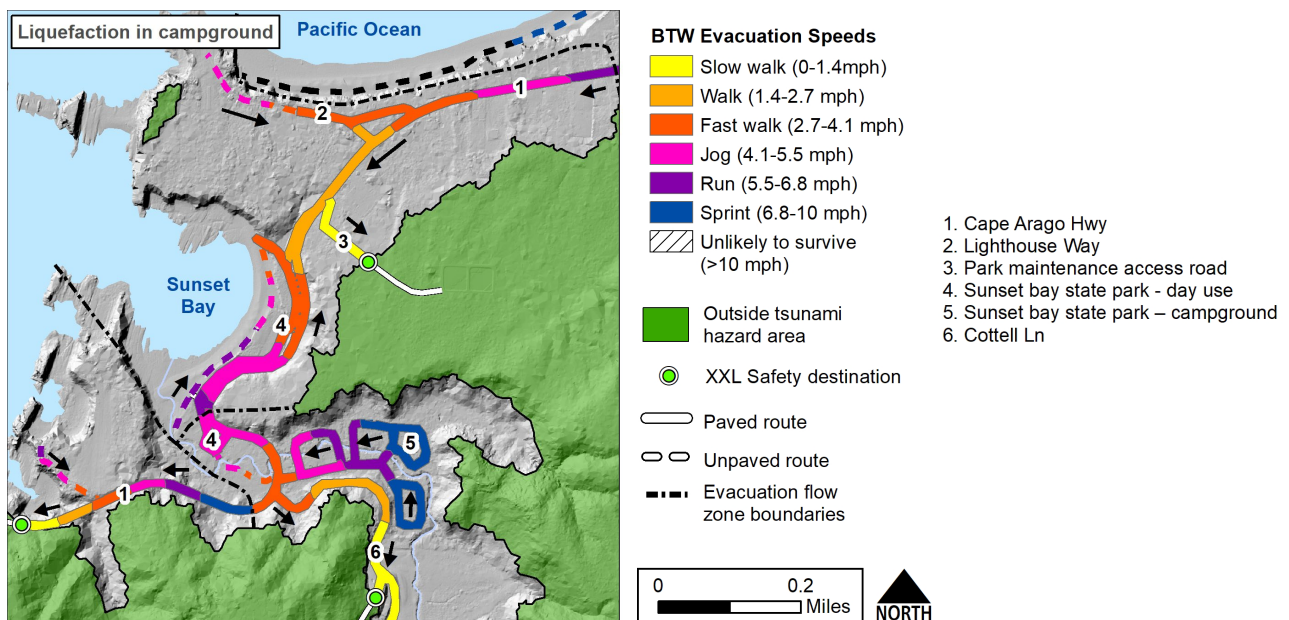 Liquefaction in campground
Pacific Ocean
1
2
3
Sunset
Bay
4
4
5
1
6
BTW Evacuation Speeds
Slow walk (0-1.4mph)
Walk (1.4-2.7 mph)
Fast walk (2.7-4.1 mph)
Jog (4.1-5.5 mph)
Run (5.5-6.8 mph)
Sprint (6.8-10 mph)
Unlikely to survive
(>10 mph)
Outside tsunami
hazard area
XXL Safety destination
Paved route
Unpaved route
Evacuation flow
zone boundaries
0 0.2
Miles
NORTH
1. Cape Arago Hwy
2. Lighthouse Way
3. Park maintenance access road
4. Sunset bay state park - day use
5. Sunset bay state park – campground
6. Cottell Ln